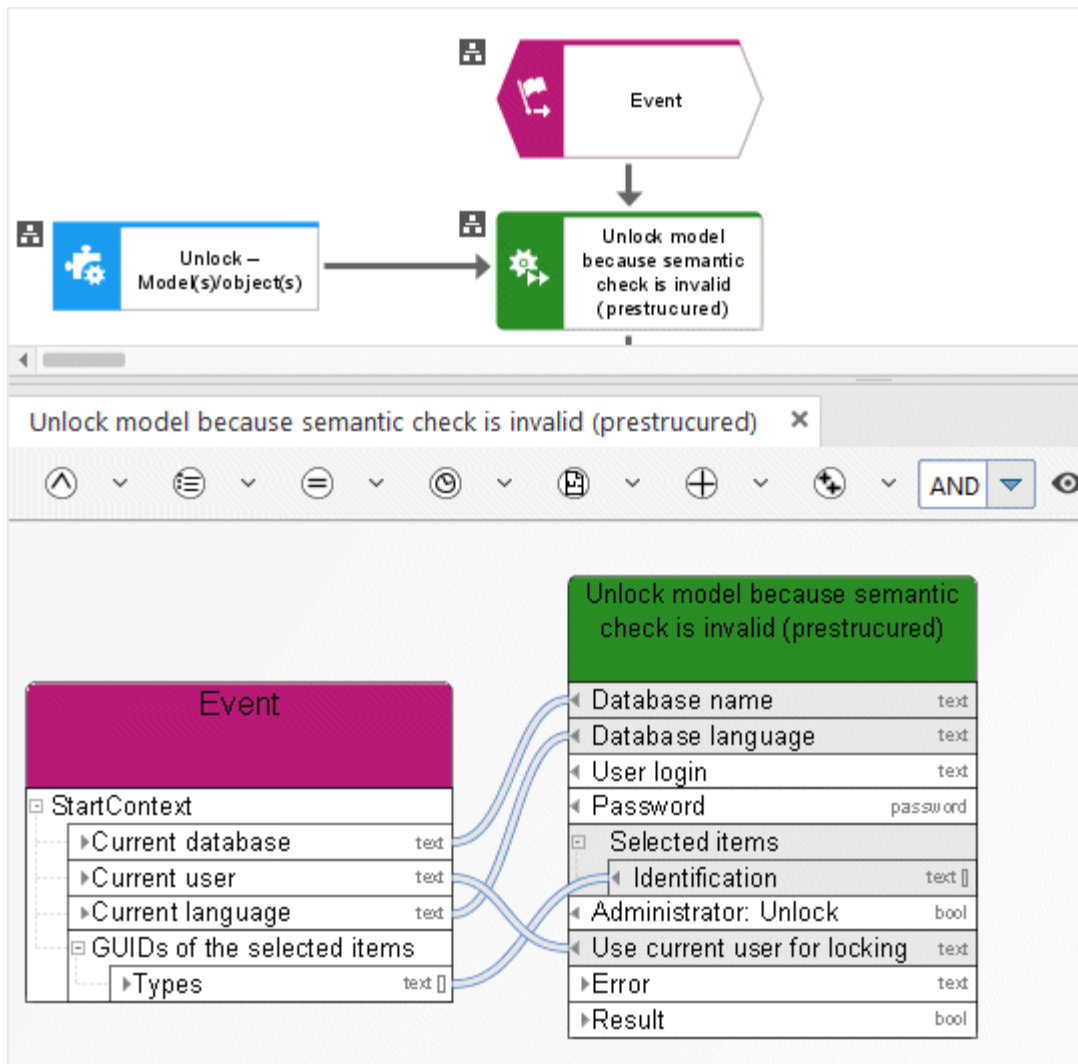 Event
Unlock –
Model(s)/object(s)
Unlock model
because semantic
check is invalid
(prestrucured)
Unlock model because semantic check is invalid (prestrucured) ×
AND
Unlock model because semantic
check is invalid (prestrucured)
Event
StartContext
Current database text
Current user text
Current language text
GUIDs of the selected items
Types text []
Database name text
Database language text
User login text
Password password
Selected items
Identification text []
Administrator: Unlock bool
Use current user for locking text
Error text
Result bool